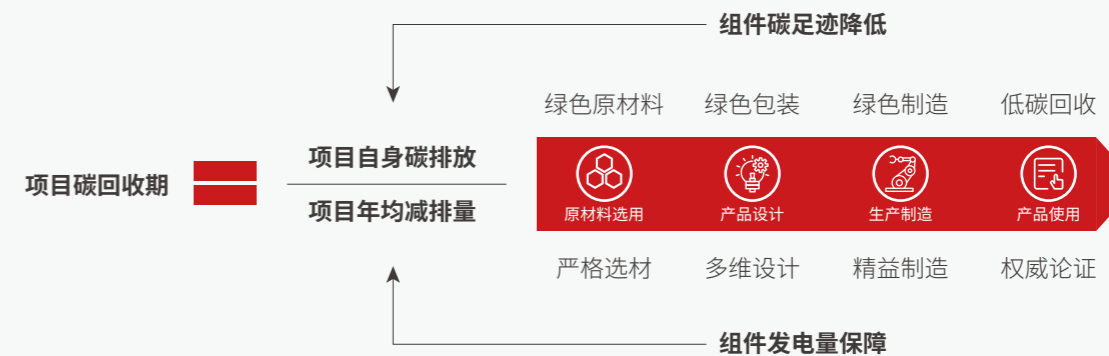 组件碳足迹降低
绿色原材料 绿色包装 绿色制造 低碳回收
项目碳回收期
项目自身碳排放
项目年均减排量
原材料选用 产品设计 生产制造 产品使用
严格选材 多维设计 精益制造 权威论证
组件发电量保障